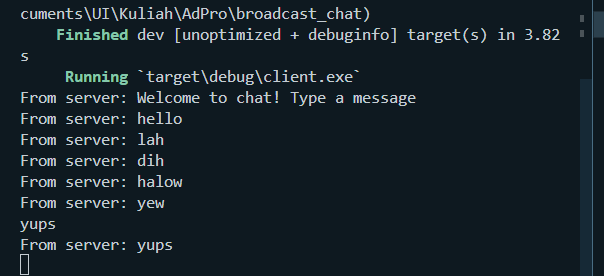 cuments\UI\Kuliah\AdPro\broadcast_chat)
Finished dev [unoptimized + debuginfo] target(s) in 3.82
s
Running `target\debug\client.exe`
From server: Welcome to chat! Type a message
From server: hello
From server: lah
From server: dih
From server: halow
From server: yew
yups
From server: yups